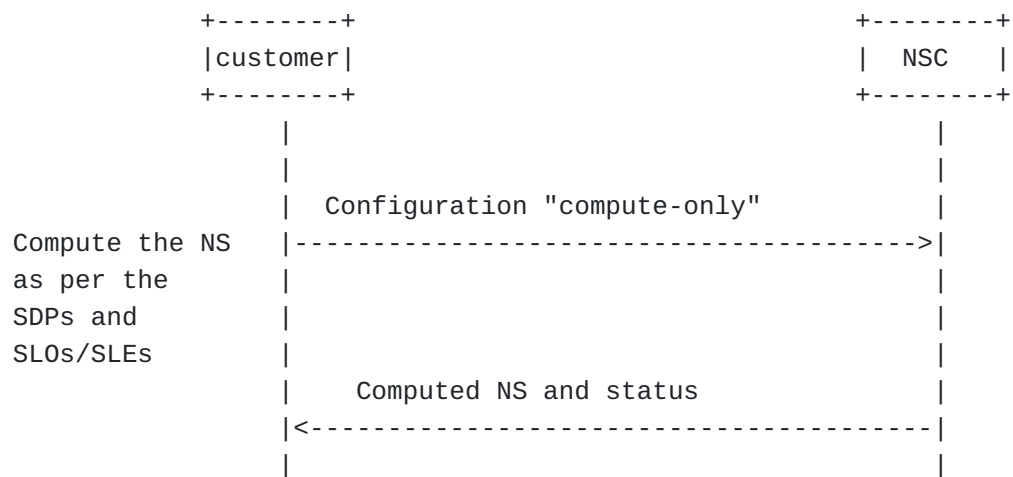 +--------+ +--------+
|customer| | NSC |
+--------+ +--------+
| |
| |
| Configuration "compute-only" |
Compute the NS |---------------------------------------->|
as per the | |
SDPs and | |
SLOs/SLEs | |
| Computed NS and status |
|<----------------------------------------|
| |